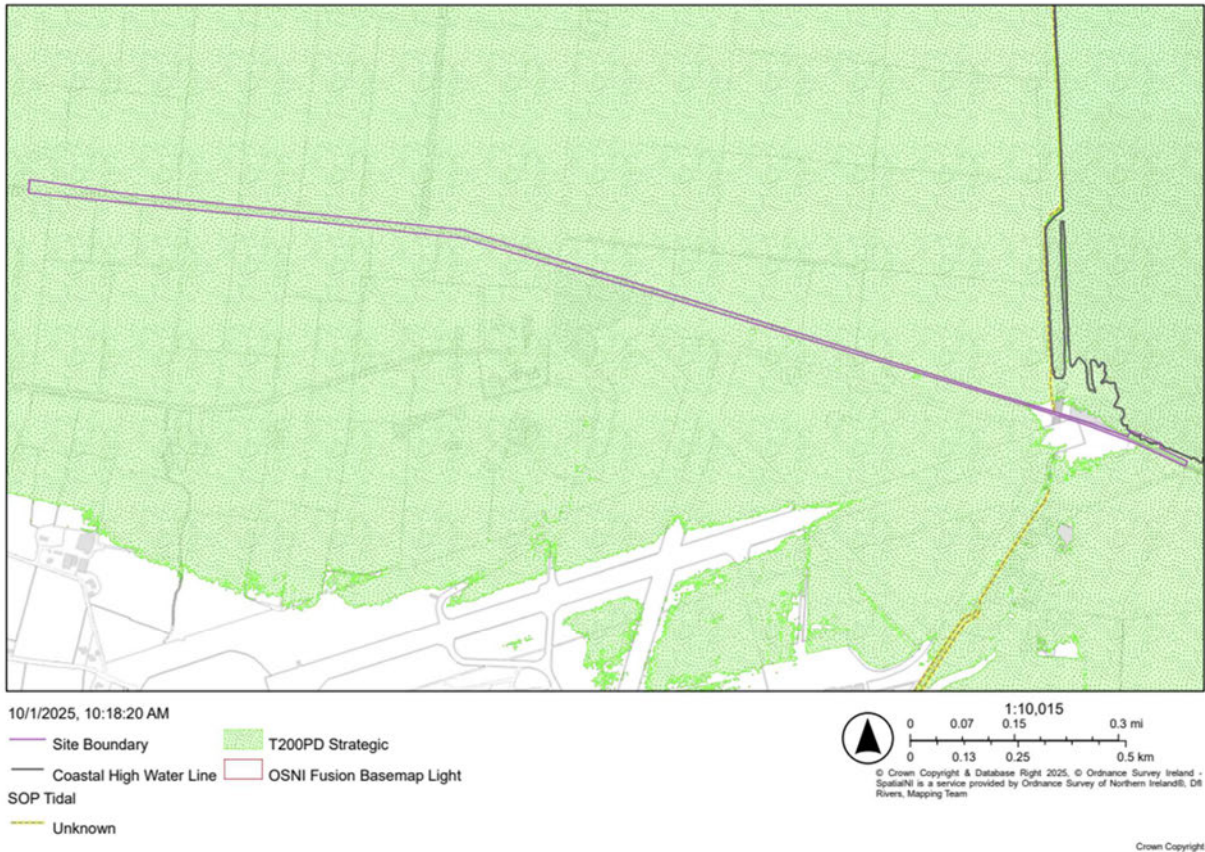 10/1/2025, 10:18:20 AM
Site Boundary
T200PD Strategic
Coastal High Water Line
OSNI Fusion Basemap Light
SOP Tidal
Unknown
1:10,015
0 0.07 0.15 0.3 mi
0 0.13 0.25 0.5 km
© Crown Copyright & Database Right 2025, © Ordnance Survey Ireland -
SpatialNI is a service provided by Ordnance Survey of Northern Ireland®, DfI
Rivers, Mapping Team
Crown Copyright